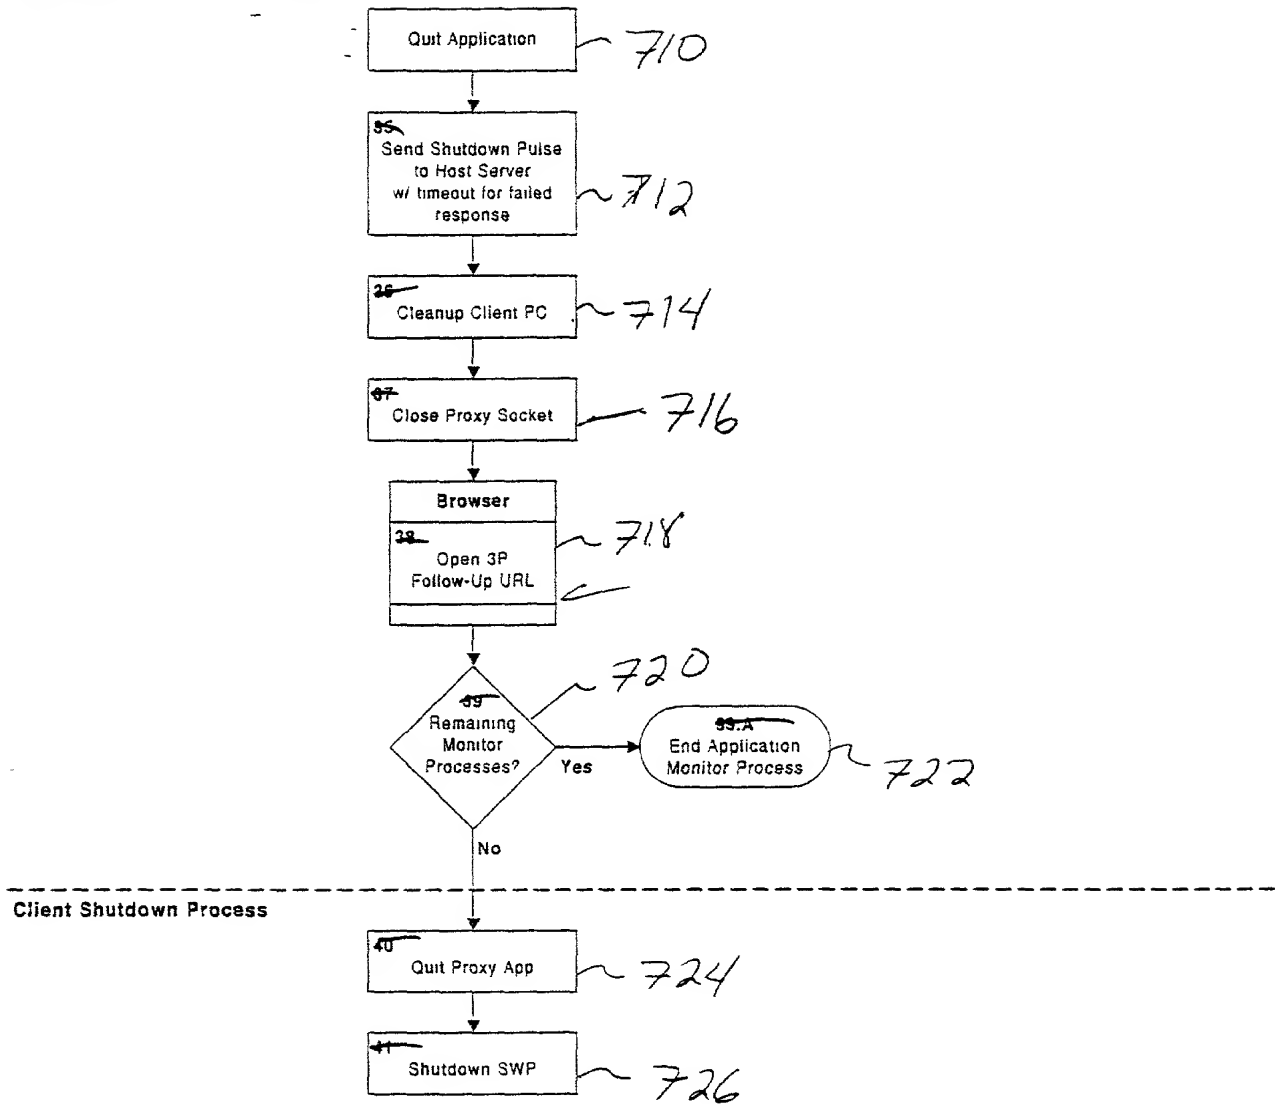 Quit Application
710
35
Send Shutdown Pulse
to Host Server
w/ timeout for failed
response
712
36
Cleanup Client PC
714
37
Close Proxy Socket
716
Browser
38
Open 3P
Follow-Up URL
718
720
39
Remaining
Monitor
Processes?
Yes
39.A
End Application
Monitor Process
722
No
Client Shutdown Process
40
Quit Proxy App
724
41
Shutdown SWP
726